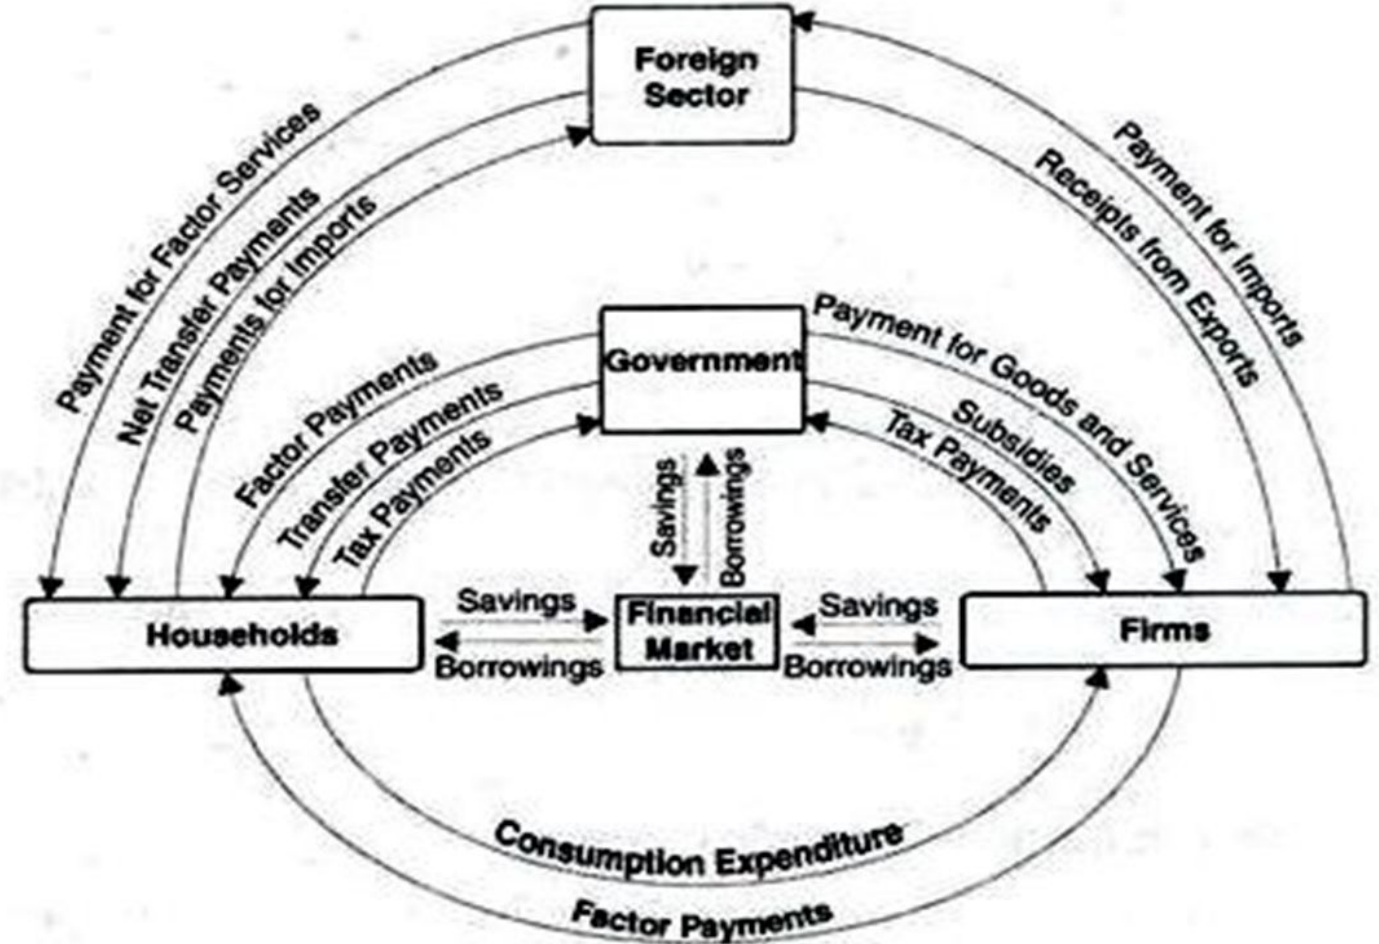 Foreign
Sector
Payment for Factor Services
Net Transfer Payments
Payments for Imports
Payment for Imports
Receipts from Exports
Government
Factor Payments
Transfer Payments
Tax Payments
Payment for Goods and Services
Subsidies
Tax Payments
Savings
Borrowings
Households
Savings
Borrowings
Financial
Market
Savings
Borrowings
Firms
Consumption Expenditure
Factor Payments